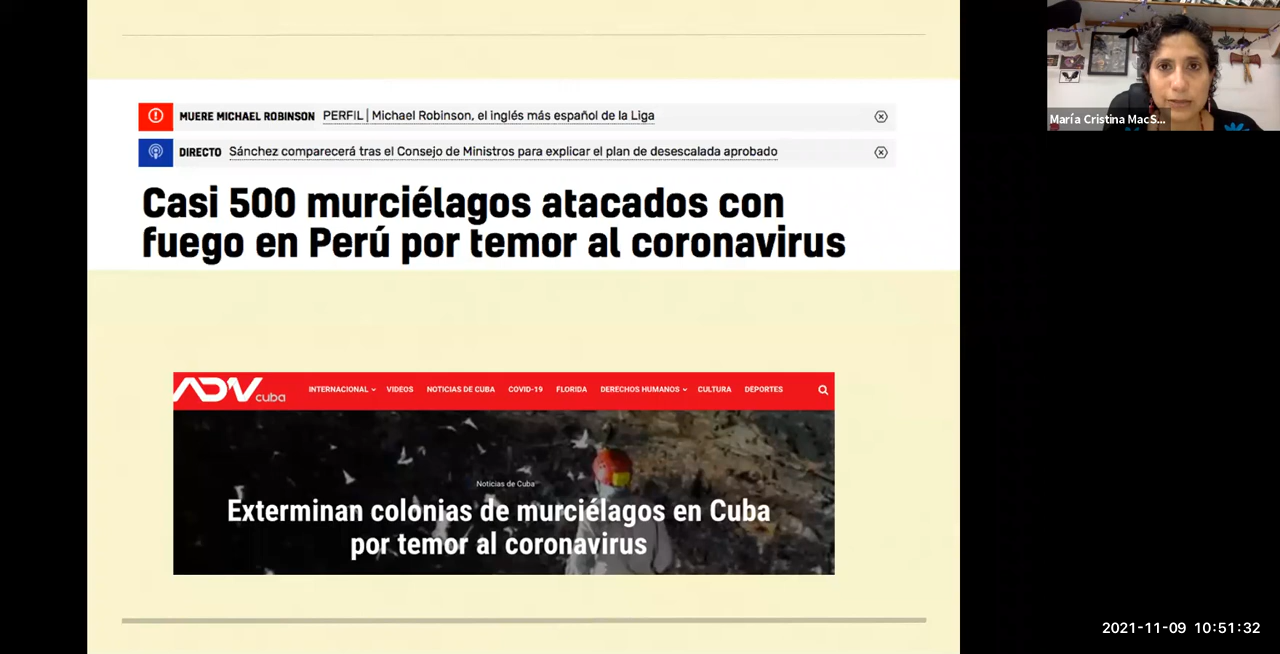 MUERE MICHAEL ROBINSON PERFIL | Michael Robinson, el inglés más español de la Liga
DIRECTO Sánchez comparecerá tras el Consejo de Ministros para explicar el plan de desescalada aprobado
Casi 500 murciélagos atacados con
fuego en Perú por temor al coronavirus
ADN cuba INTERNACIONAL VIDEOS NOTICIAS DE CUBA COVID-19 FLORIDA DERECHOS HUMANOS CULTURA DEPORTES
Noticias de Cuba
Exterminan colonias de murciélagos en Cuba
por temor al coronavirus
María Cristina MacS...
2021-11-09 10:51:32